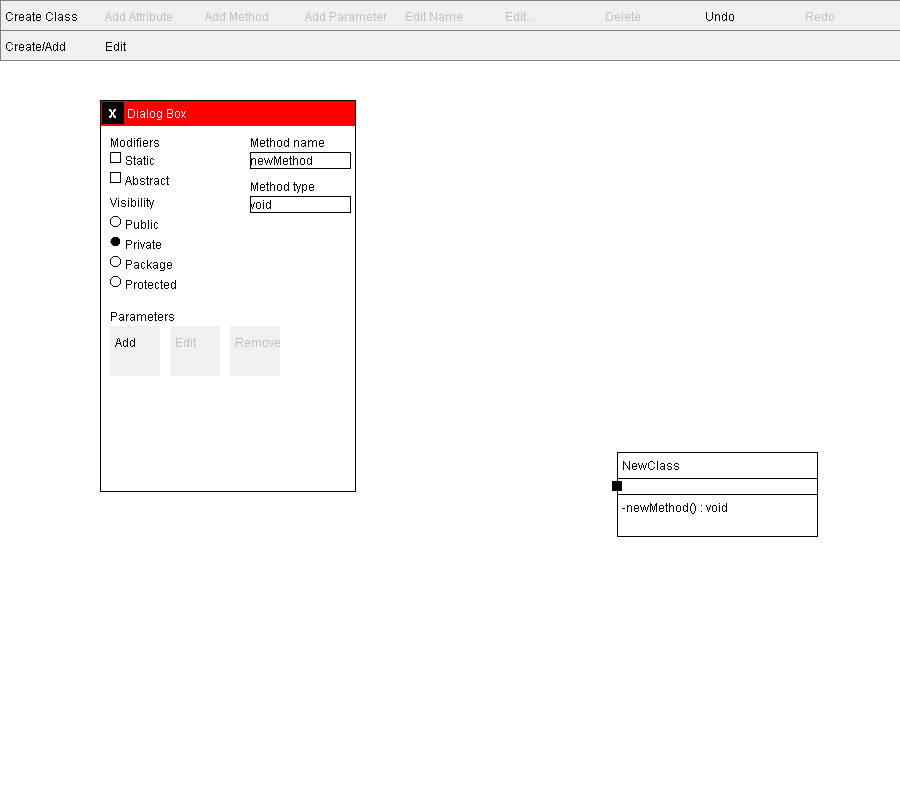 Create Class Add Attribute Add Method Add Parameter Edit Name Edit... Delete Undo Redo
Create/Add Edit
X Dialog Box
Modifiers
Static
Abstract
Visibility
Public
Private
Package
Protected
Method name
newMethod
Method type
void
Parameters
Add Edit Remove
NewClass
-newMethod() : void